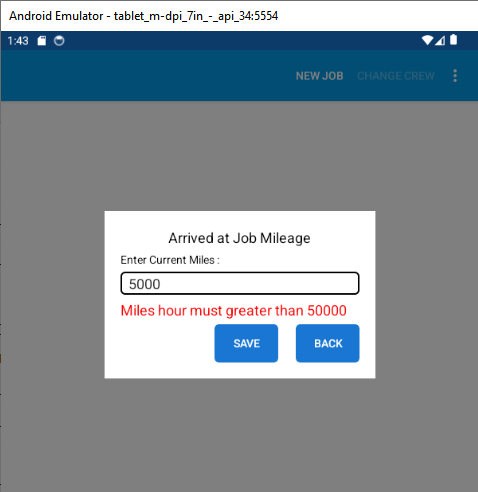 Android Emulator - tablet_m-dpi_7in_-_api_34:5554
1:43
NEW JOB CHANGE CREW
Arrived at Job Mileage
Enter Current Miles :
5000
Miles hour must greater than 50000
SAVE BACK